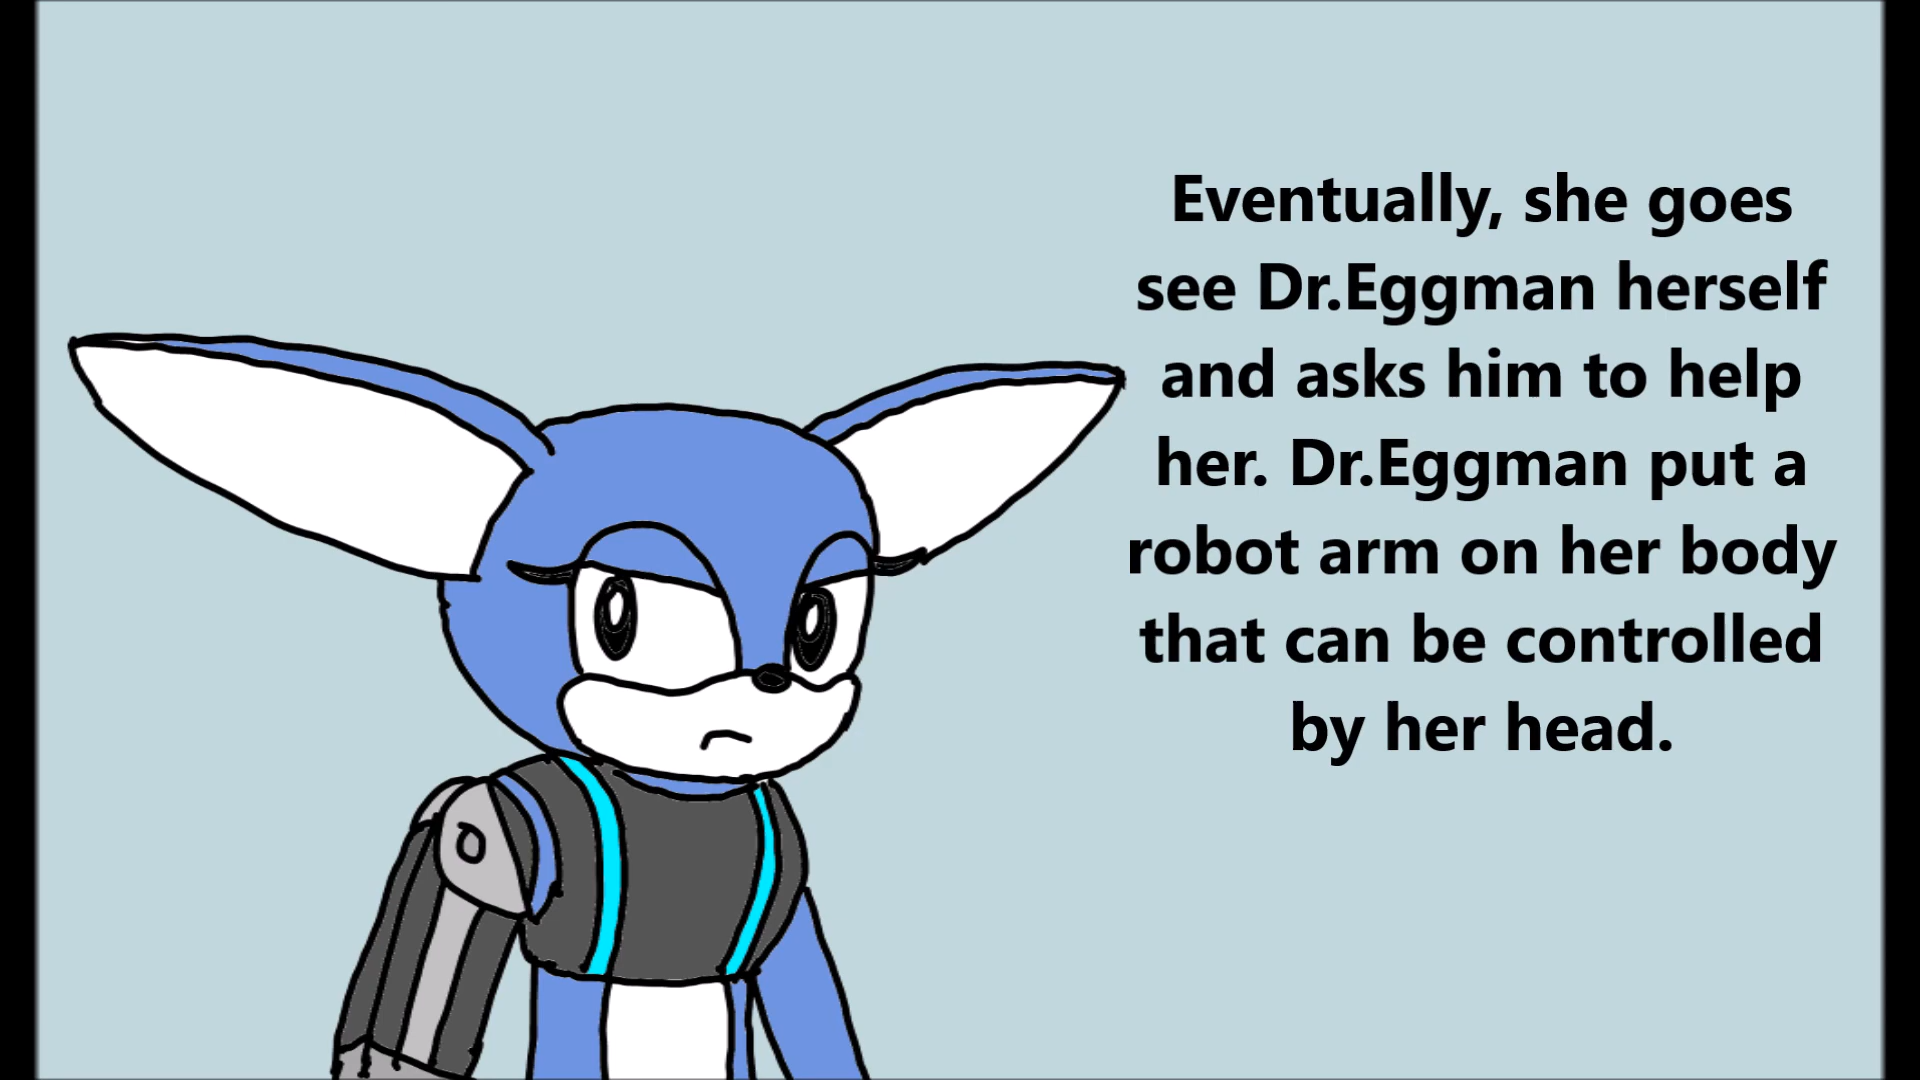 Eventually, she goes
see Dr.Eggman herself
and asks him to help
her. Dr.Eggman put a
robot arm on her body
that can be controlled
by her head.